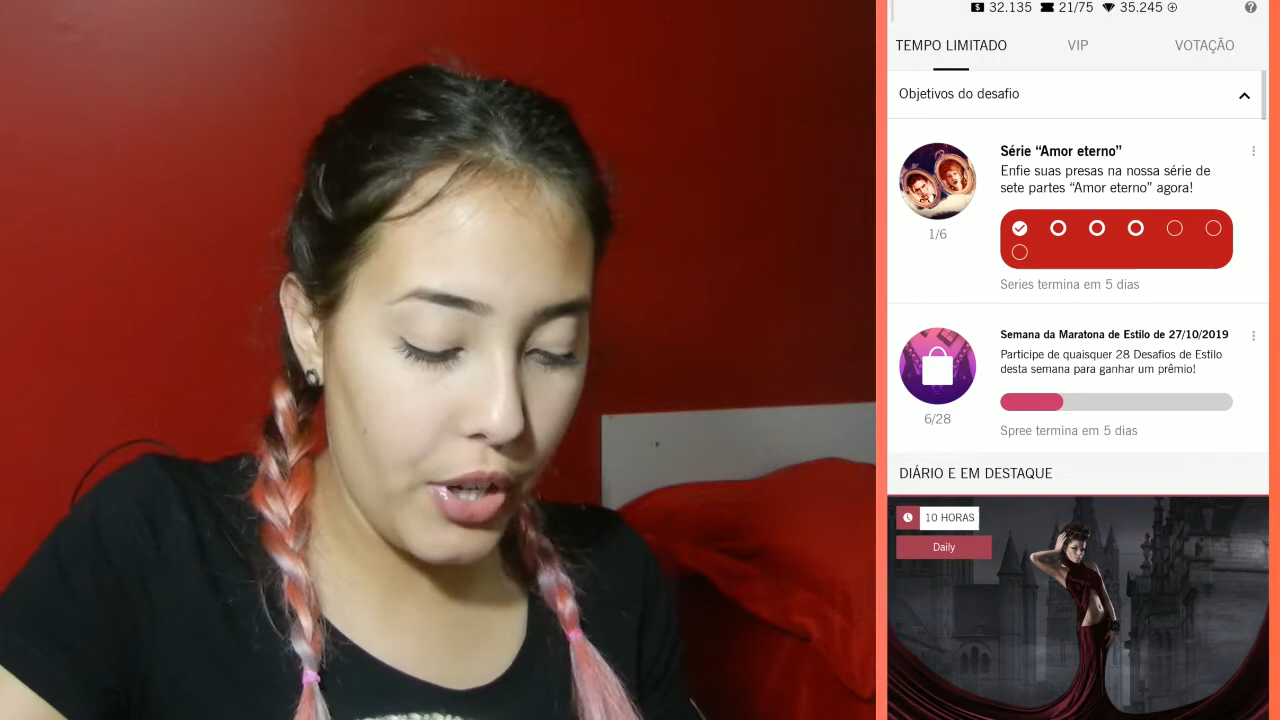 32.135 21/75 35.245
TEMPO LIMITADO VIP VOTAÇÃO
Objetivos do desafio
Série “Amor eterno”
Enfie suas presas na nossa série de
sete partes “Amor eterno” agora!
1/6
Series termina em 5 dias
Semana da Maratona de Estilo de 27/10/2019
Participe de quaisquer 28 Desafios de Estilo
desta semana para ganhar um prêmio!
6/28
Spree termina em 5 dias
DIÁRIO E EM DESTAQUE
10 HORAS
Daily